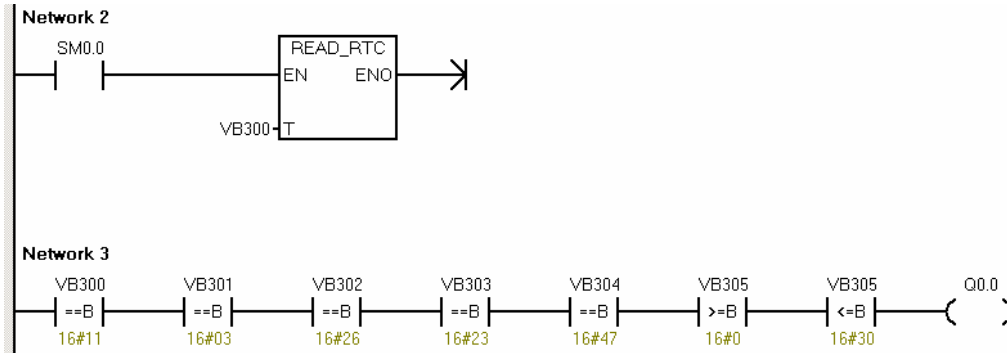 Network 2
SM0.0
READ_RTC
EN ENO
VB300 T
Network 3
VB300 VB301 VB302 VB303 VB304 VB305 VB305 Q0.0
==B ==B ==B ==B ==B >=B <=B
16#11 16#03 16#26 16#23 16#47 16#0 16#30